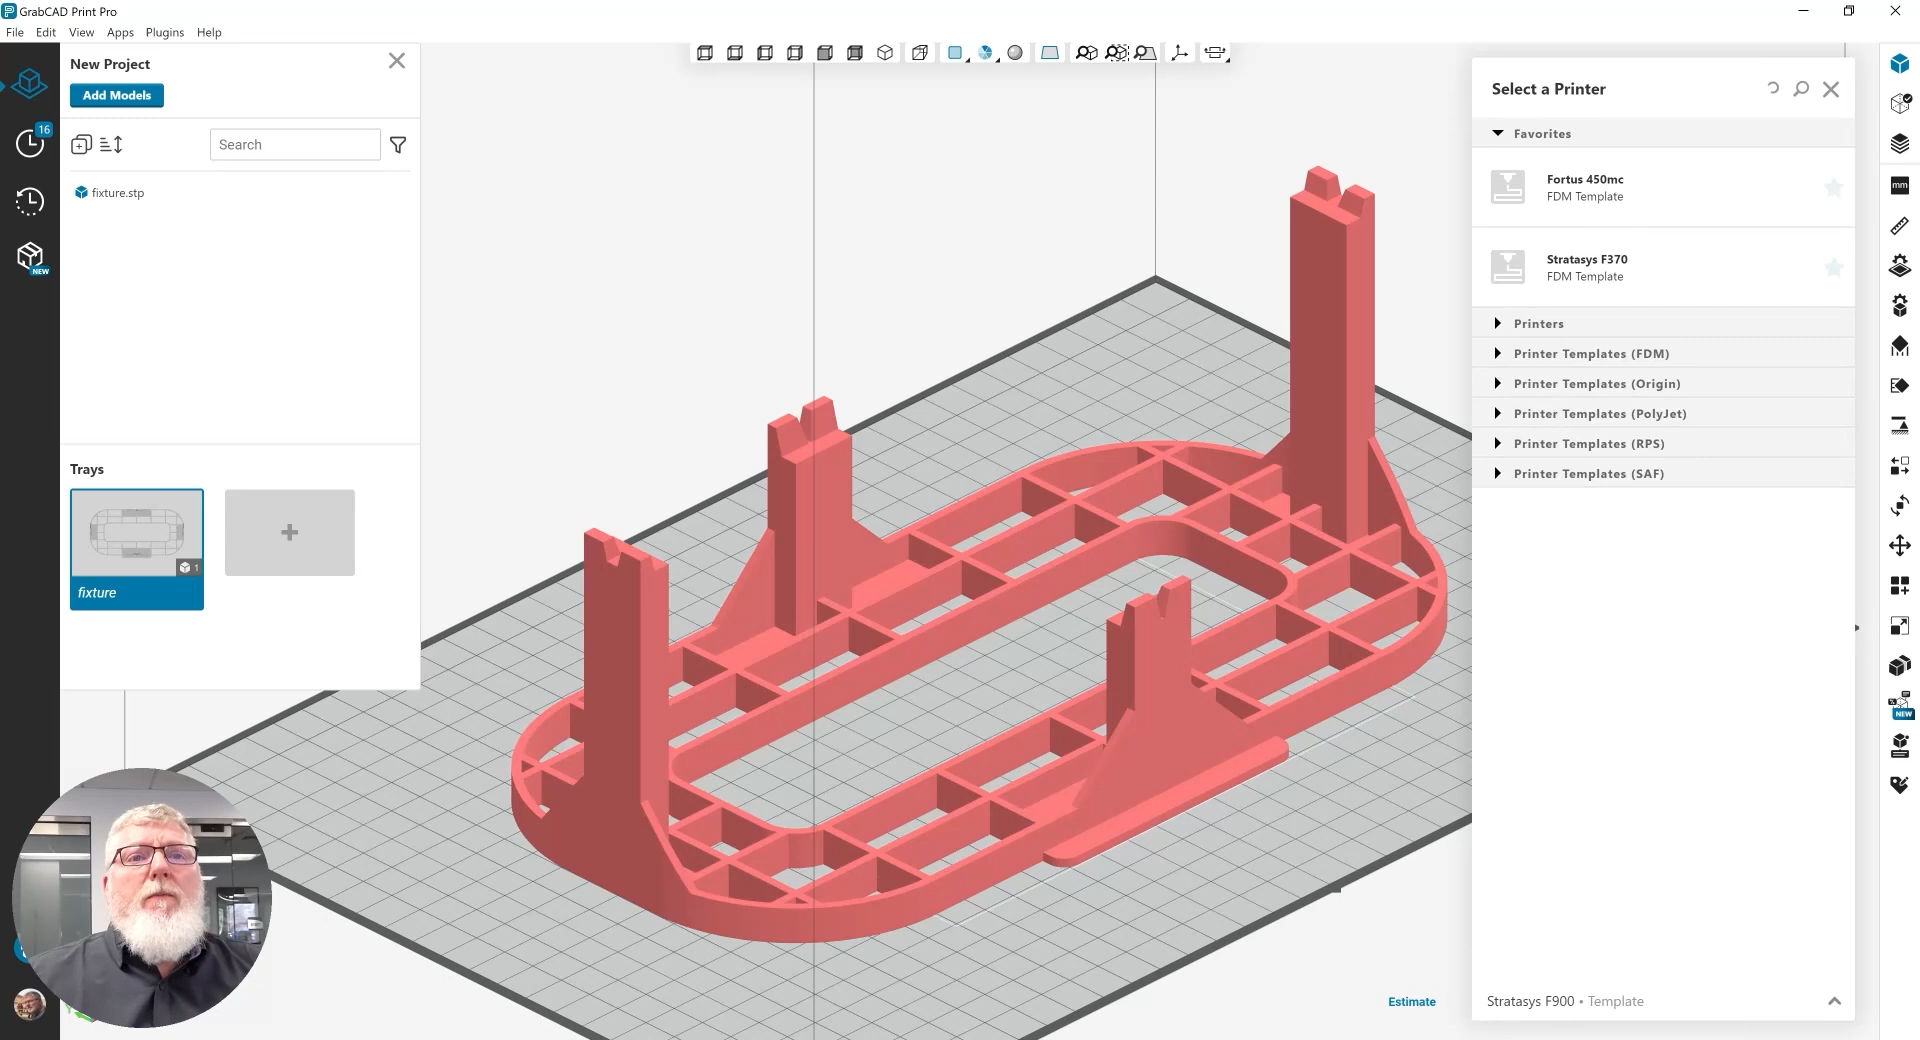 GrabCAD Print Pro
File Edit View Apps Plugins Help
New Project
Add Models
16
Search
fixture.stp
NEW
Trays
1
fixture
Select a Printer
Favorites
Fortus 450mc
FDM Template
Stratasys F370
FDM Template
Printers
Printer Templates (FDM)
Printer Templates (Origin)
Printer Templates (PolyJet)
Printer Templates (RPS)
Printer Templates (SAF)
mm
NEW
Estimate
Stratasys F900 • Template